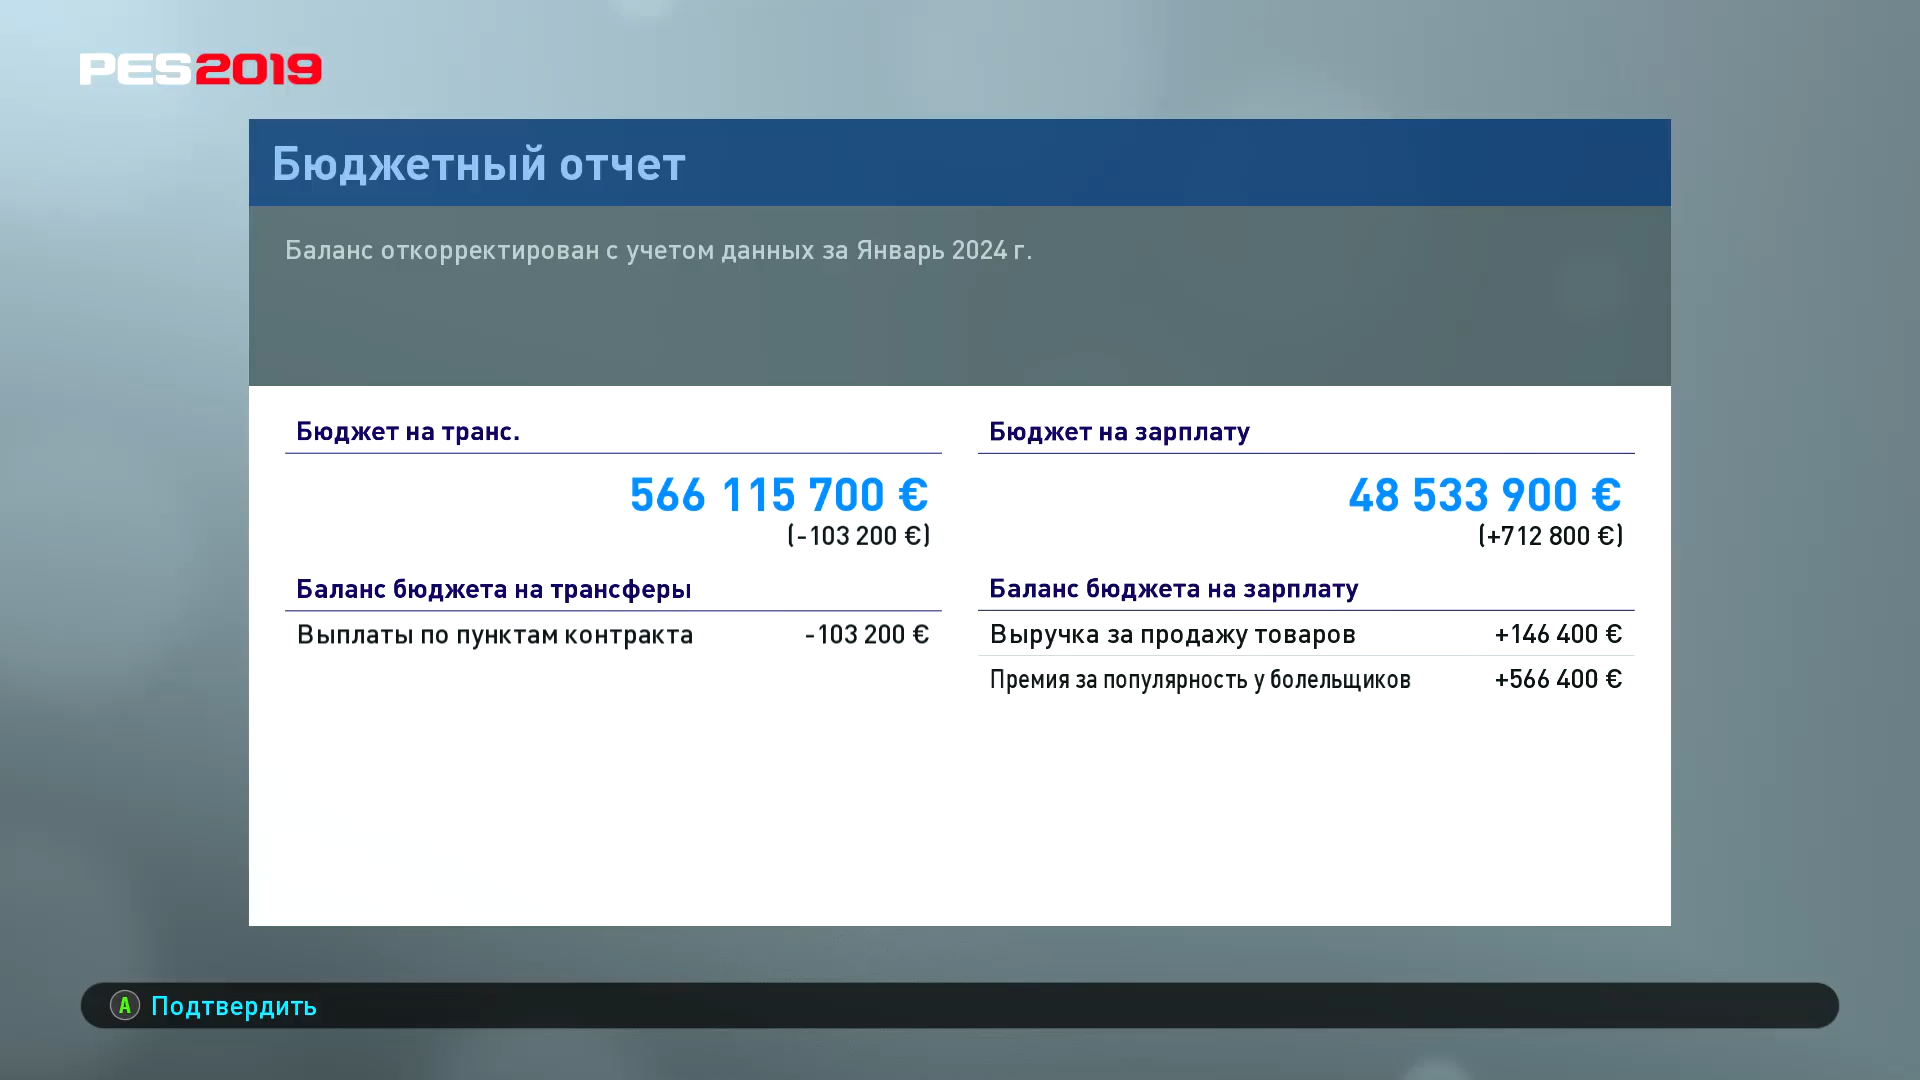 PES2019
Бюджетный отчет
Баланс откорректирован с учетом данных за Январь 2024 г.
Бюджет на транс.
566 115 700 €
(-103 200 €)
Баланс бюджета на трансферы
Выплаты по пунктам контракта -103 200 €
Бюджет на зарплату
48 533 900 €
(+712 800 €)
Баланс бюджета на зарплату
Выручка за продажу товаров +146 400 €
Премия за популярность у болельщиков +566 400 €
A Подтвердить